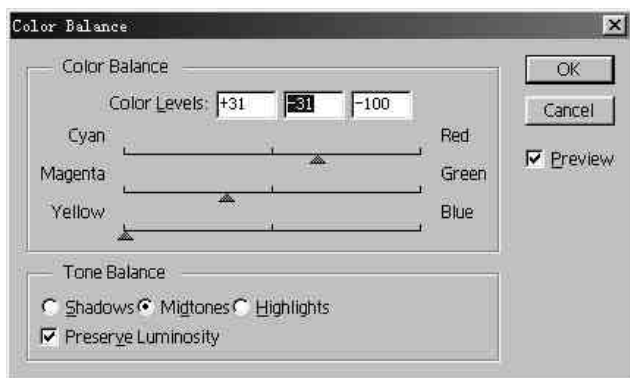 Color Balance
Color Balance
OK
Color Levels: +31 -31 -100
Cancel
Cyan Red
Preview
Magenta Green
Yellow Blue
Tone Balance
Shadows Midtones Highlights
Preserve Luminosity